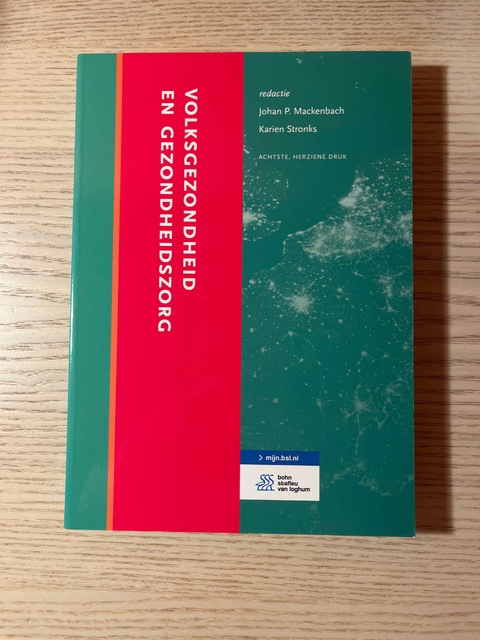 VOLKSGEZONDHEID
EN GEZONDHEIDSZORG
redactie
Johan P. Mackenbach
Karien Stronks
ACHTSTE, HERZIENE DRUK
> mijn.bsl.nl
bohn
stafleu
van loghum